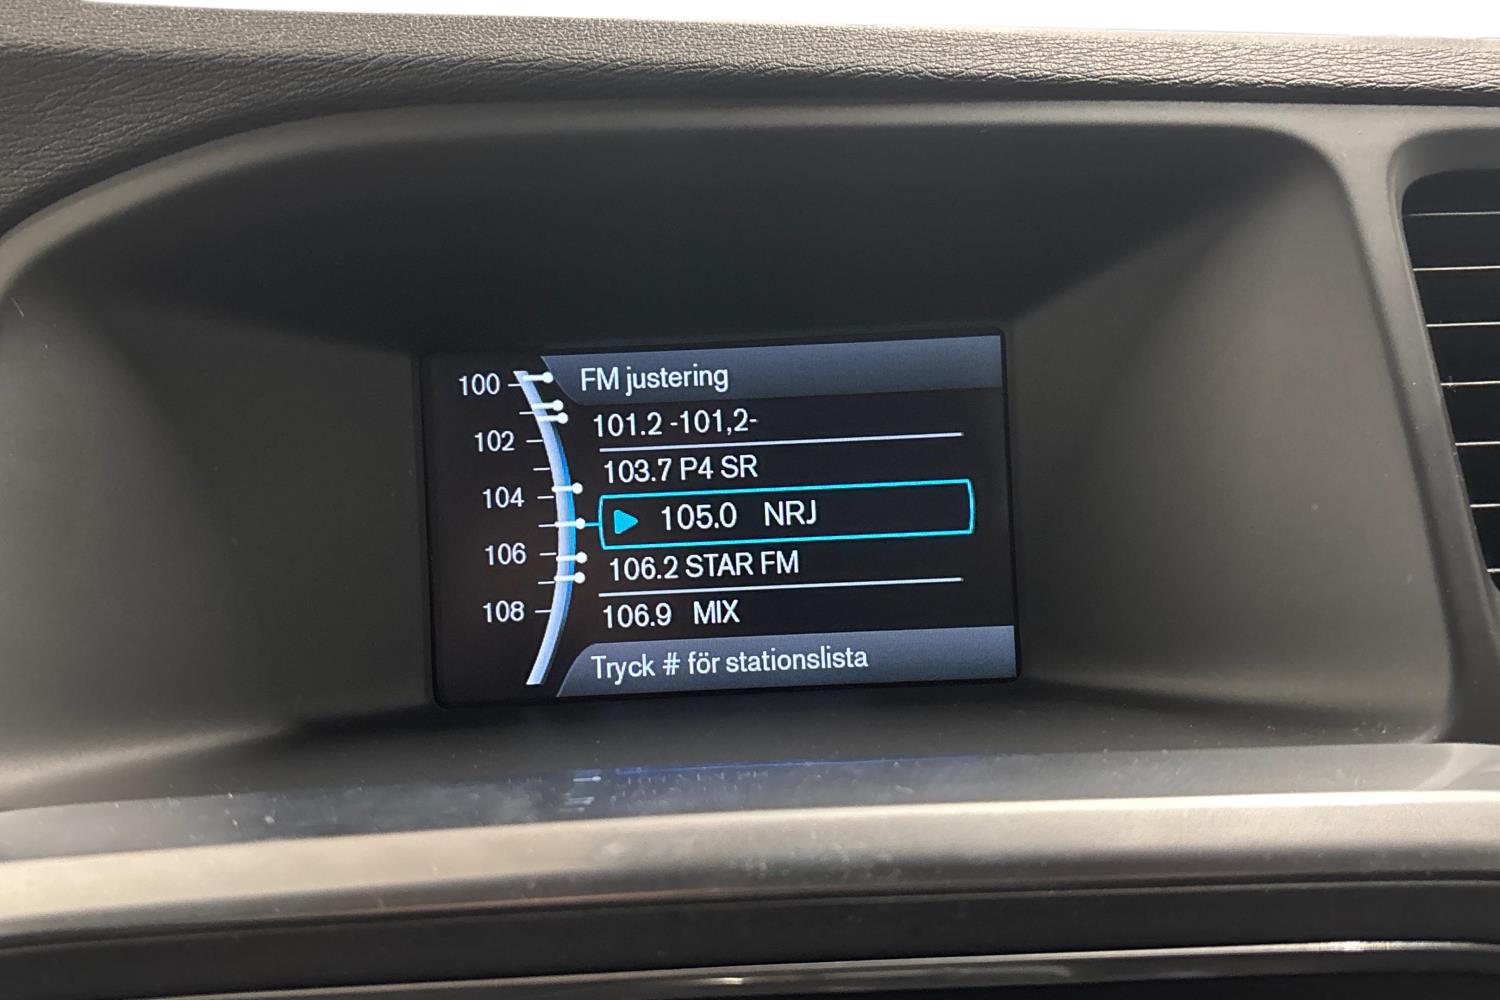 FM justering
100
102
104
106
108
101.2 -101,2-
103.7 P4 SR
105.0 NRJ
106.2 STAR FM
106.9 MIX
Tryck # för stationslista